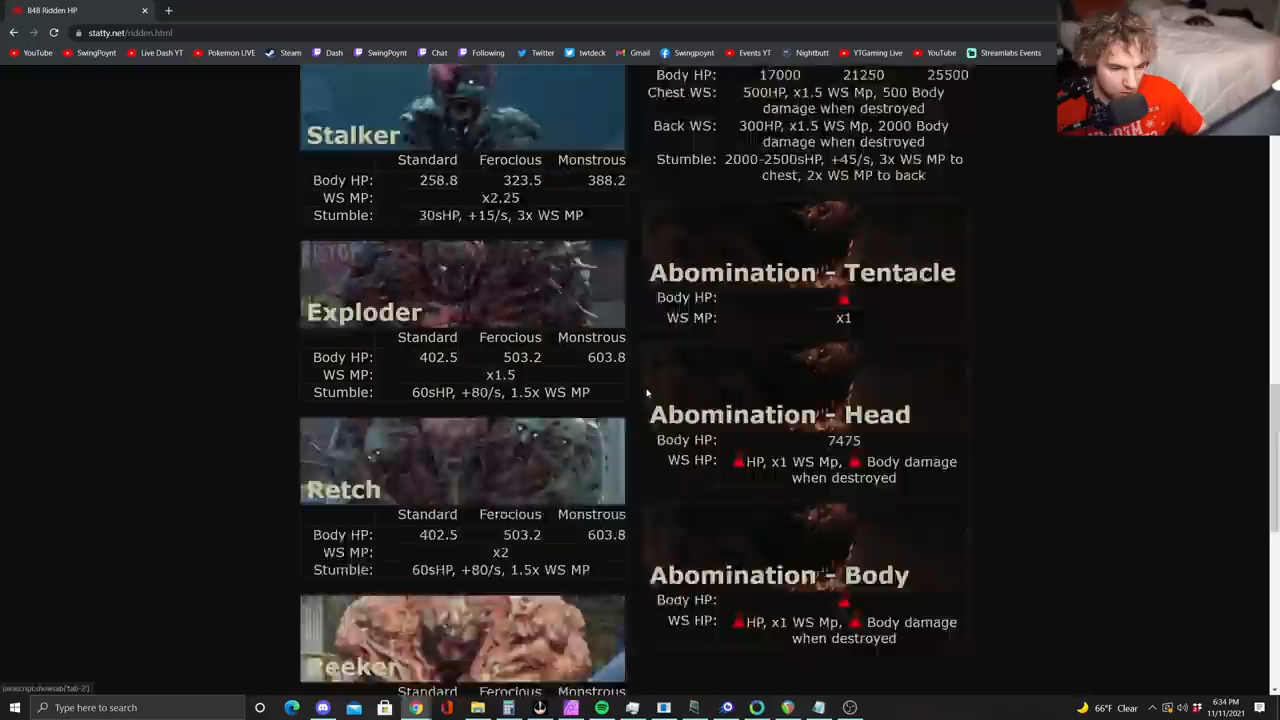 B4B Ridden HP
statty.net/ridden.html
YouTube SwingPoynt Live Dash YT Pokemon LIVE Steam Dash SwingPoynt Chat Following Twitter twtdeck Gmail Swingpoynt Events YT Nightbutt YTGaming Live YouTube Streamlabs Events
Stalker
Standard Ferocious Monstrous
Body HP: 258.8 323.5 388.2
WS MP: x2.25
Stumble: 30sHP, +15/s, 3x WS MP
Exploder
Standard Ferocious Monstrous
Body HP: 402.5 503.2 603.8
WS MP: x1.5
Stumble: 60sHP, +80/s, 1.5x WS MP
Retch
Standard Ferocious Monstrous
Body HP: 402.5 503.2 603.8
WS MP: x2
Stumble: 60sHP, +80/s, 1.5x WS MP
Reeker
Standard Ferocious Monstrous
Body HP: 17000 21250 25500
Chest WS: 500HP, x1.5 WS Mp, 500 Body
damage when destroyed
Back WS: 300HP, x1.5 WS Mp, 2000 Body
damage when destroyed
Stumble: 2000-2500sHP, +45/s, 3x WS MP to
chest, 2x WS MP to back
Abomination - Tentacle
Body HP:
WS MP: x1
Abomination - Head
Body HP: 7475
WS HP: HP, x1 WS Mp, Body damage
when destroyed
Abomination - Body
Body HP:
WS HP: HP, x1 WS Mp, Body damage
when destroyed
javascript:showtab('tab-2')
Type here to search
66°F Clear
6:34 PM
11/11/2021